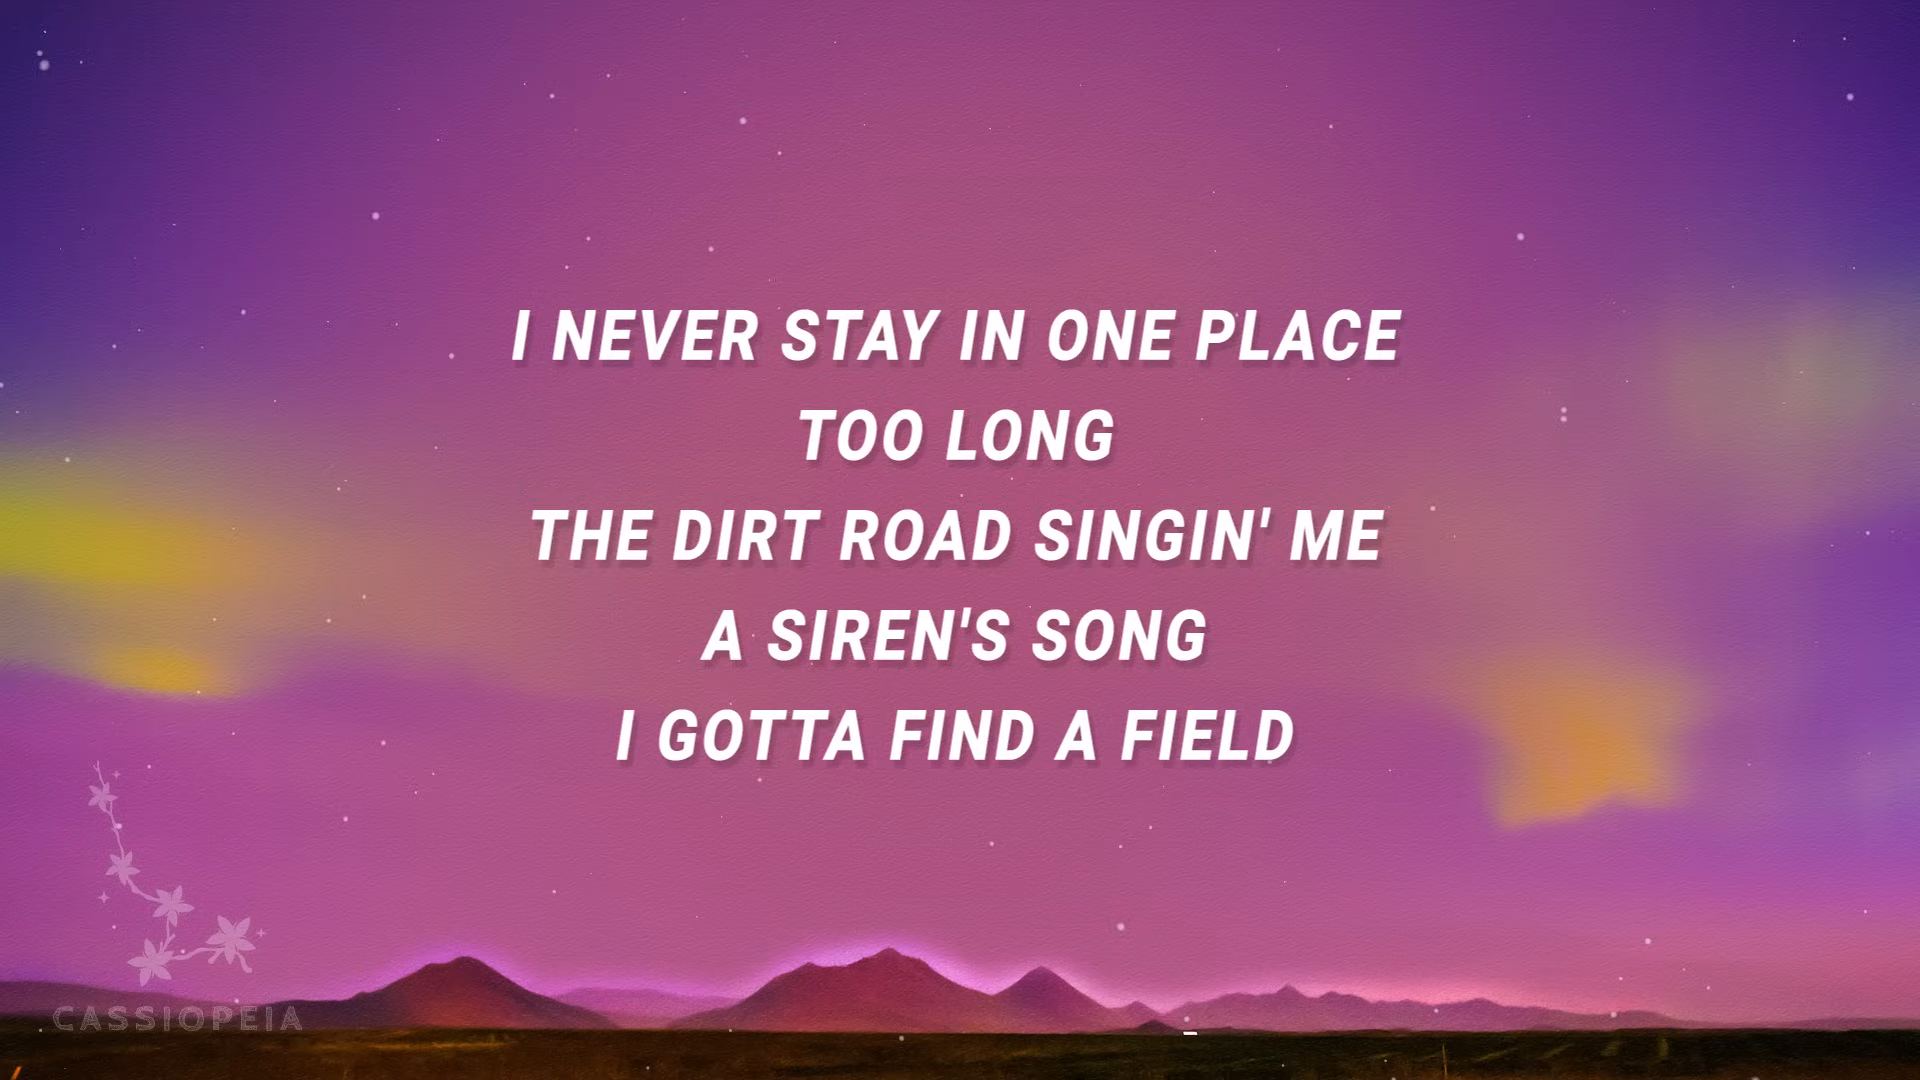 I NEVER STAY IN ONE PLACE
TOO LONG
THE DIRT ROAD SINGIN' ME
A SIREN'S SONG
I GOTTA FIND A FIELD
CASSIOPEIA